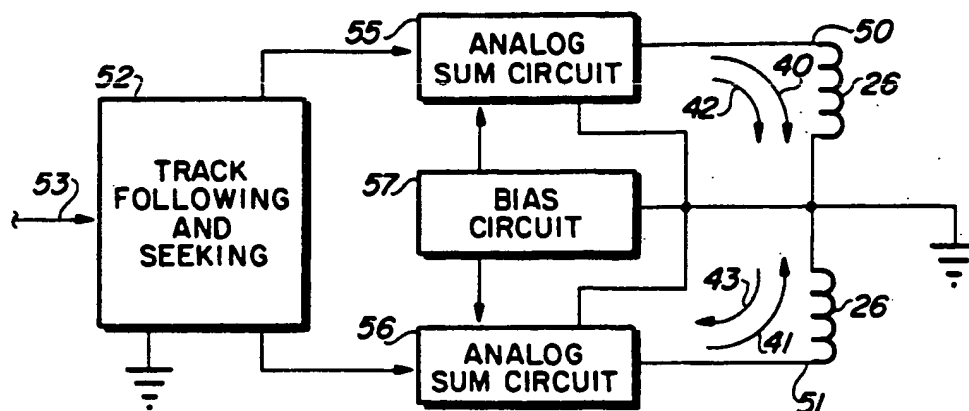 55
ANALOG
SUM CIRCUIT
50
52
40
42
26
TRACK
FOLLOWING
AND
SEEKING
53
57
BIAS
CIRCUIT
43
26
56
ANALOG
SUM CIRCUIT
41
51